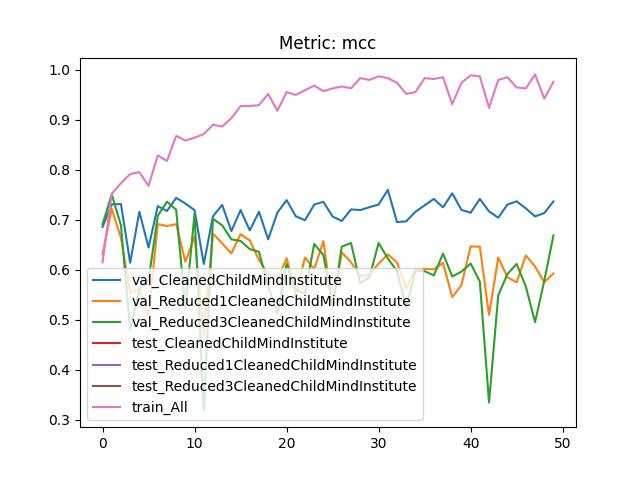 Metric: mcc
1.0
0.9
0.8
0.7
0.6
0.5
0.4
0.3
val_CleanedChildMindInstitute
val_Reduced1CleanedChildMindInstitute
val_Reduced3CleanedChildMindInstitute
test_CleanedChildMindInstitute
test_Reduced1CleanedChildMindInstitute
test_Reduced3CleanedChildMindInstitute
train_All
0 10 20 30 40 50